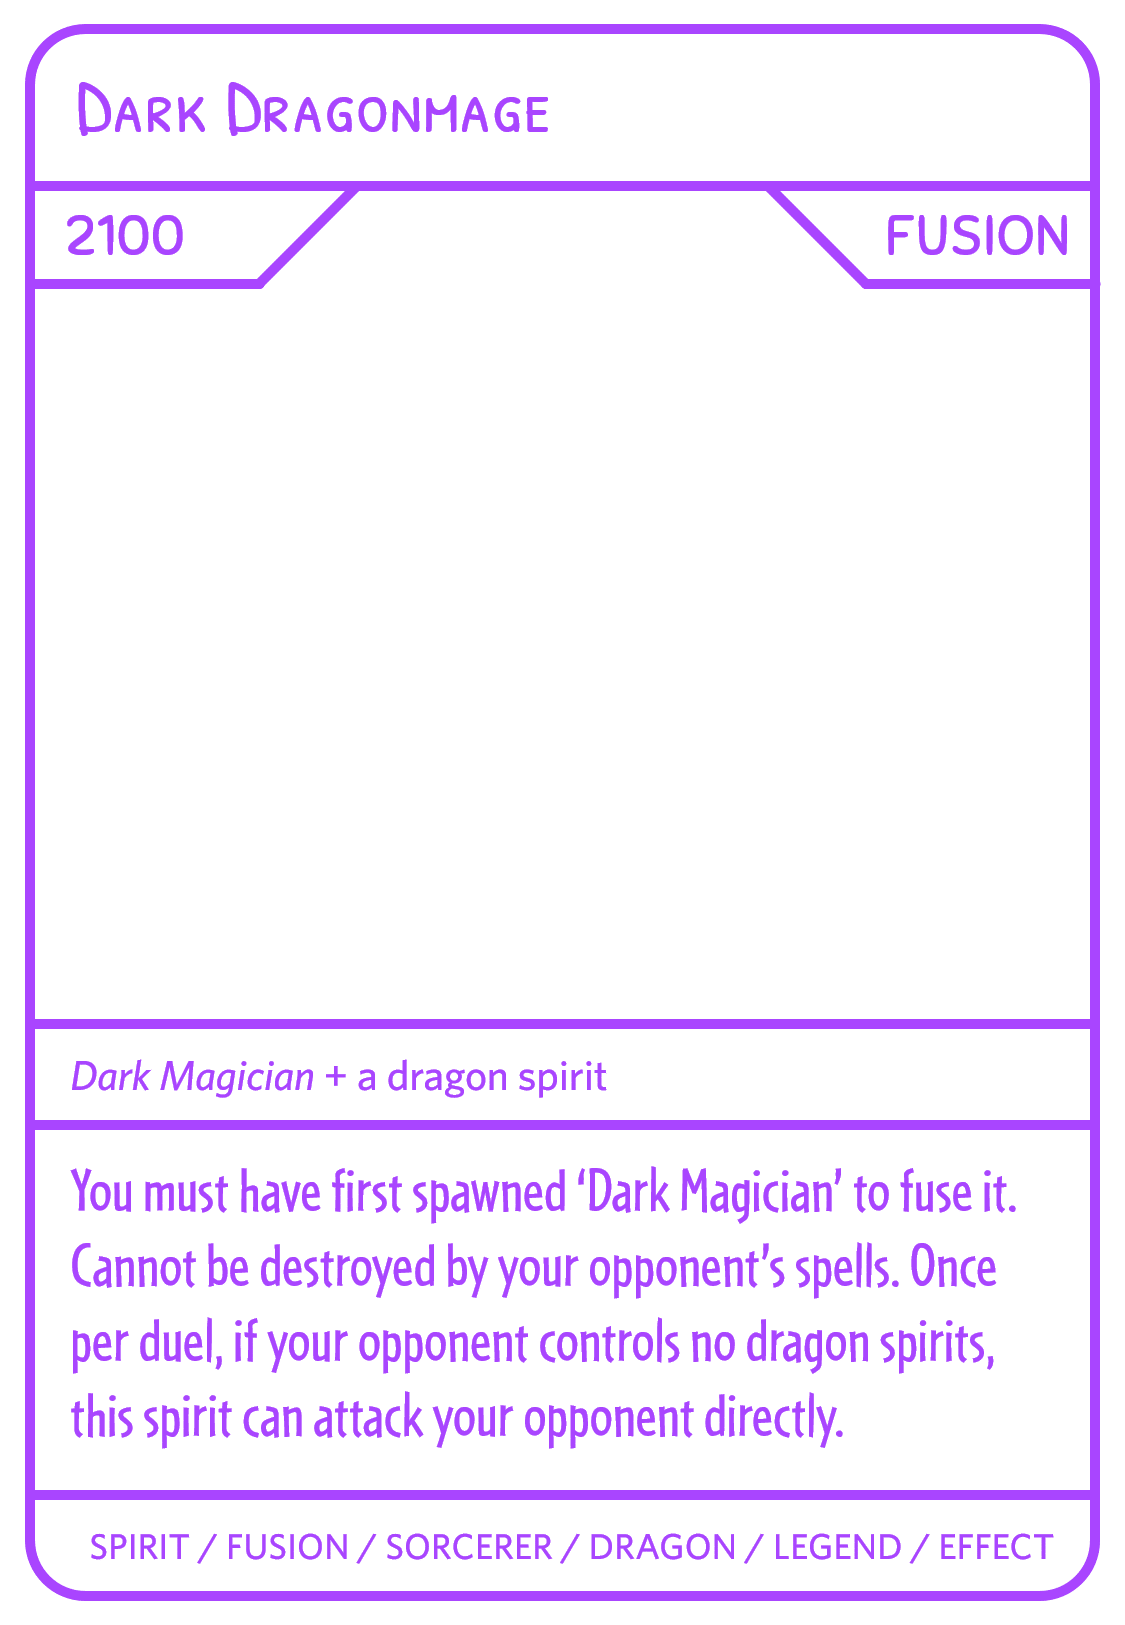 Dark Dragonmage
2100
FUSION
Dark Magician + a dragon spirit
You must have first spawned ‘Dark Magician’ to fuse it.
Cannot be destroyed by your opponent’s spells. Once
per duel, if your opponent controls no dragon spirits,
this spirit can attack your opponent directly.
SPIRIT / FUSION / SORCERER / DRAGON / LEGEND / EFFECT